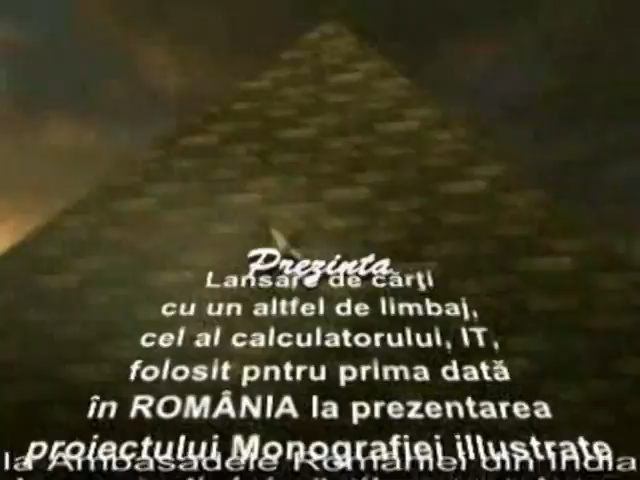 Prezinta
Lansare de cărţi
cu un altfel de limbaj,
cel al calculatorului, IT,
folosit pntru prima dată
în ROMÂNIA la prezentarea
proiectului Monografiei illustrate
la Ambasadele României din India